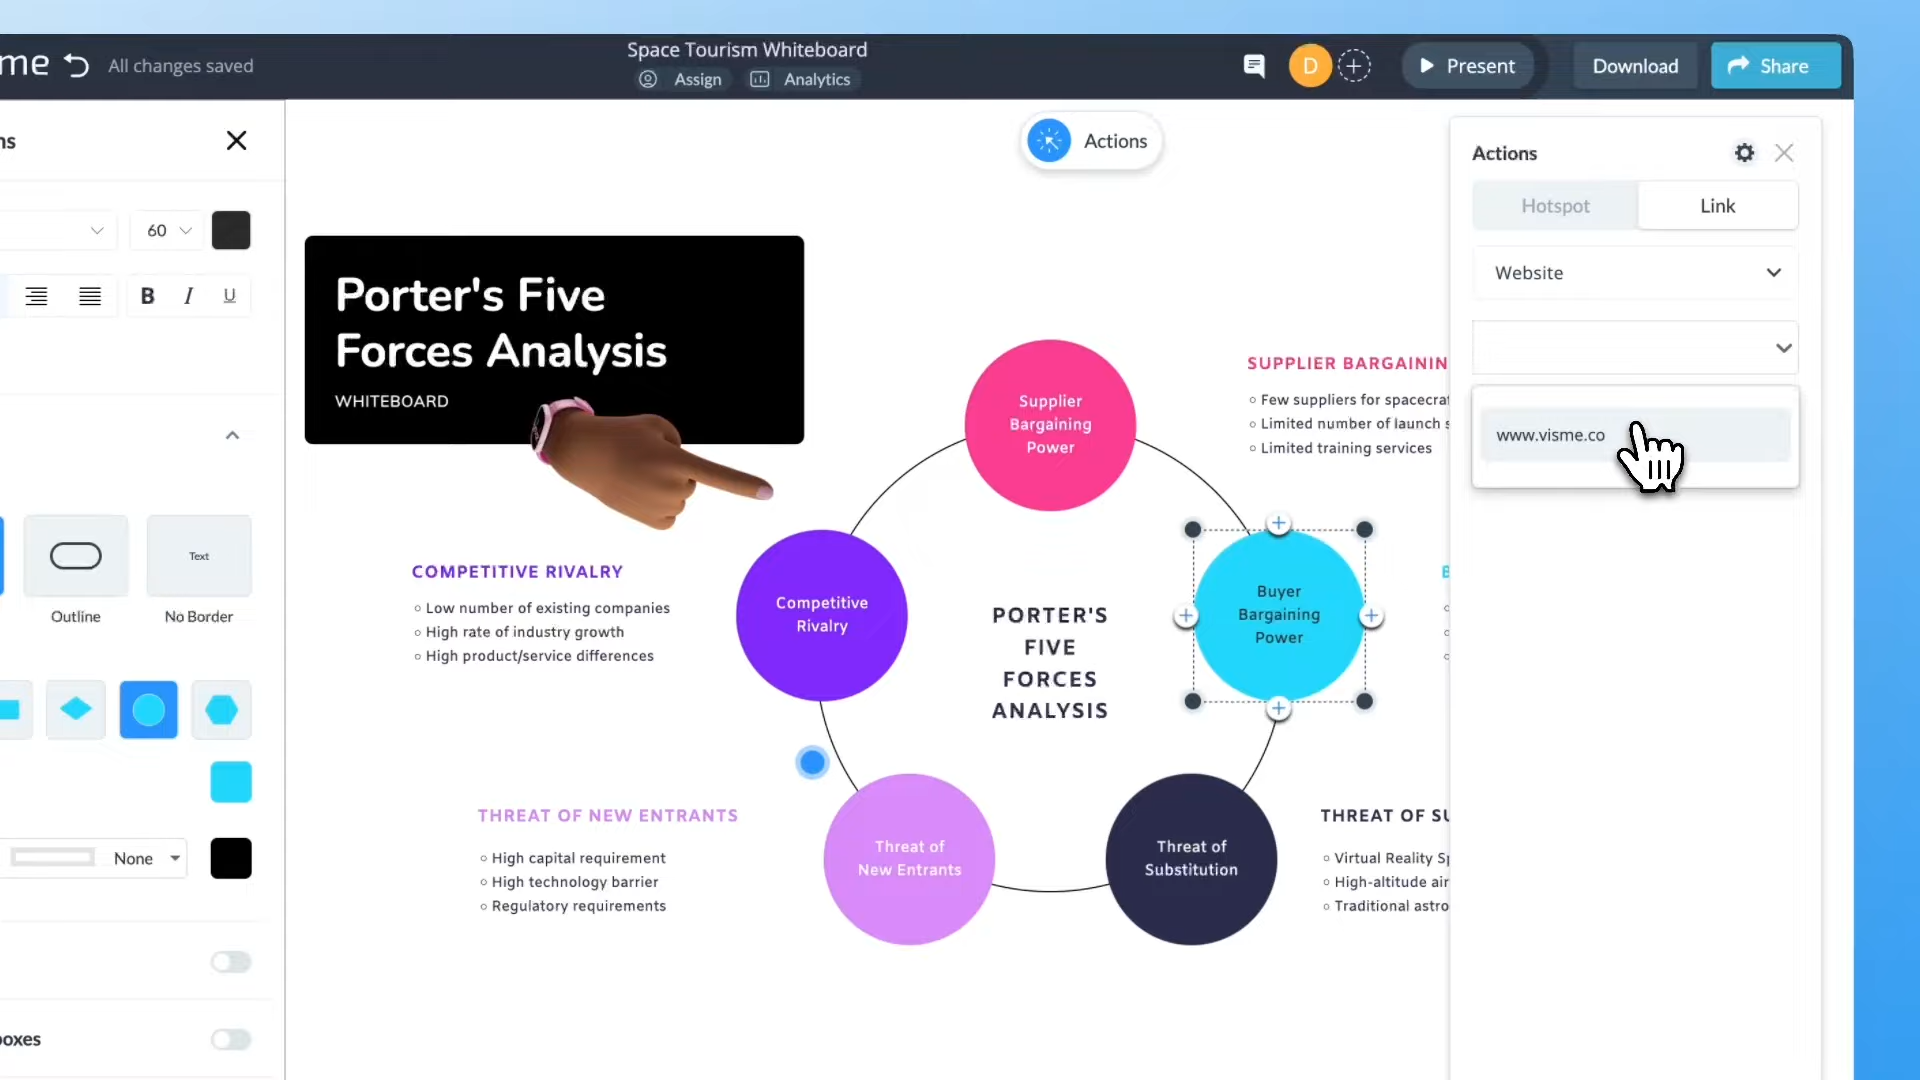 me
All changes saved
Space Tourism Whiteboard
Assign
Analytics
D
Present
Download
Share
ns
60
B I U
Outline
Text
No Border
None
boxes
Actions
Porter's Five
Forces Analysis
WHITEBOARD
Supplier
Bargaining
Power
SUPPLIER BARGAININ
Few suppliers for spacecraf
Limited number of launch s
Limited training services
COMPETITIVE RIVALRY
Low number of existing companies
High rate of industry growth
High product/service differences
Competitive
Rivalry
PORTER'S
FIVE
FORCES
ANALYSIS
Buyer
Bargaining
Power
B
THREAT OF NEW ENTRANTS
High capital requirement
High technology barrier
Regulatory requirements
Threat of
New Entrants
Threat of
Substitution
THREAT OF SU
Virtual Reality Sp
High-altitude air
Traditional astro
Actions
Hotspot
Link
Website
www.visme.co